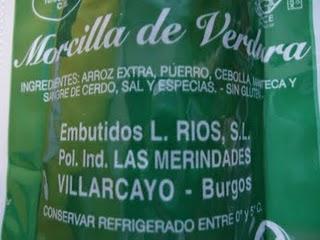 Morcilla de Verdura
INGREDIENTES: ARROZ EXTRA, PUERRO, CEBOLLA, MANTECA Y
SANGRE DE CERDO, SAL Y ESPECIAS. - SIN GLUTEN -
Embutidos L. RIOS, S.L.
Pol. Ind. LAS MERINDADES
VILLARCAYO - Burgos
CONSERVAR REFRIGERADO ENTRE 0° y 5° C.